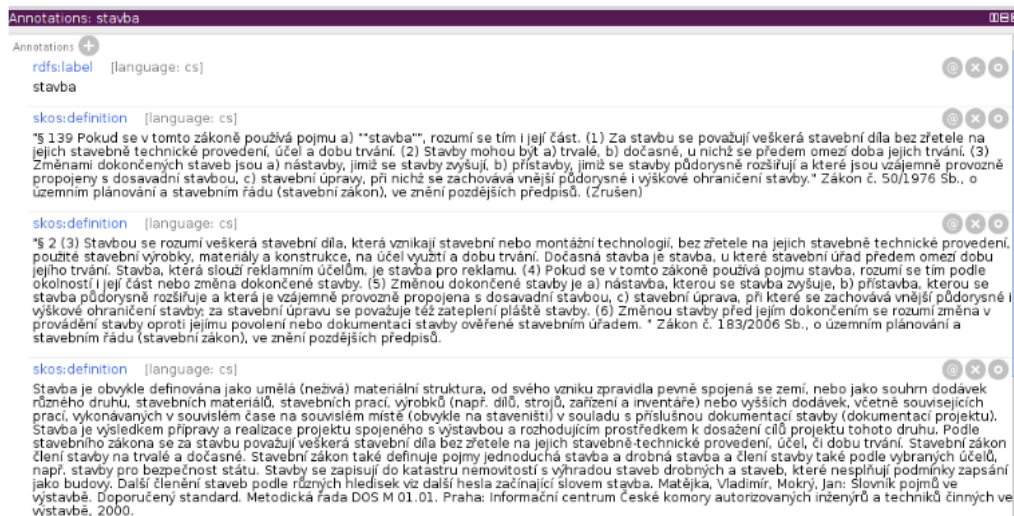 Annotations: stavba
Annotations
rdfs:label [language: cs]
stavba
skos:definition [language: cs]
"§ 139 Pokud se v tomto zákoně používá pojmu a) ""stavba"", rozumí se tím i její část. (1) Za stavbu se považují veškerá stavební díla bez zřetele na
jejich stavebně technické provedení, účel a dobu trvání. (2) Stavby mohou být a) trvalé, b) dočasné, u nichž se předem omezí doba jejich trvání. (3)
Změnami dokončených staveb jsou a) nástavby, jimiž se stavby zvyšují, b) přístavby, jimiž se stavby půdorysně rozšiřují a které jsou vzájemně provozně
propojeny s dosavadní stavbou, c) stavební úpravy, při nichž se zachovává vnější půdorysné i výškové ohraničení stavby." Zákon č. 50/1976 Sb., o
územním plánování a stavebním řádu (stavební zákon), ve znění pozdějších předpisů. (Zrušen)
skos:definition [language: cs]
"§ 2 (3) Stavbou se rozumí veškerá stavební díla, která vznikají stavební nebo montážní technologií, bez zřetele na jejich stavebně technické provedení,
použité stavební výrobky, materiály a konstrukce, na účel využití a dobu trvání. Dočasná stavba je stavba, u které stavební úřad předem omezí dobu
jejího trvání. Stavba, která slouží reklamním účelům, je stavba pro reklamu. (4) Pokud se v tomto zákoně používá pojmu stavba, rozumí se tím podle
okolností i její část nebo změna dokončené stavby. (5) Změnou dokončené stavby je a) nástavba, kterou se stavba zvyšuje, b) přístavba, kterou se
stavba půdorysně rozšiřuje a která je vzájemně provozně propojena s dosavadní stavbou, c) stavební úprava, při které se zachovává vnější půdorysné i
výškové ohraničení stavby; za stavební úpravu se považuje též zateplení pláště stavby. (6) Změnou stavby před jejím dokončením se rozumí změna v
provádění stavby oproti jejímu povolení nebo dokumentaci stavby ověřené stavebním úřadem. " Zákon č. 183/2006 Sb., o územním plánování a
stavebním řádu (stavební zákon), ve znění pozdějších předpisů.
skos:definition [language: cs]
Stavba je obvykle definována jako umělá (neživá) materiální struktura, od svého vzniku zpravidla pevně spojená se zemí, nebo jako souhrn dodávek
různého druhu, stavebních materiálů, stavebních prací, výrobků (např. dílů, strojů, zařízení a inventáře) nebo vyšších dodávek, včetně souvisejících
prací, vykonávaných v souvislém čase na souvislém místě (obvykle na staveništi) v souladu s příslušnou dokumentací stavby (dokumentací projektu).
Stavba je výsledkem přípravy a realizace projektu spojeného s výstavbou a rozhodujícím prostředkem k dosažení cílů projektu tohoto druhu. Podle
stavebního zákona se za stavbu považují veškerá stavební díla bez zřetele na jejich stavebně-technické provedení, účel, či dobu trvání. Stavební zákon
člení stavby na trvalé a dočasné. Stavební zákon také definuje pojmy jednoduchá stavba a drobná stavba a člení stavby také podle vybraných účelů,
např. stavby pro bezpečnost státu. Stavby se zapisují do katastru nemovitostí s výhradou staveb drobných a staveb, které nesplňují podmínky zapsání
jako budovy. Další členění staveb podle různých hledisek viz další hesla začínající slovem stavba. Matějka, Vladimír, Mokrý, Jan: Slovník pojmů ve
výstavbě. Doporučený standard. Metodická řada DOS M 01.01. Praha: Informační centrum České komory autorizovaných inženýrů a techniků činných ve
výstavbě, 2000.